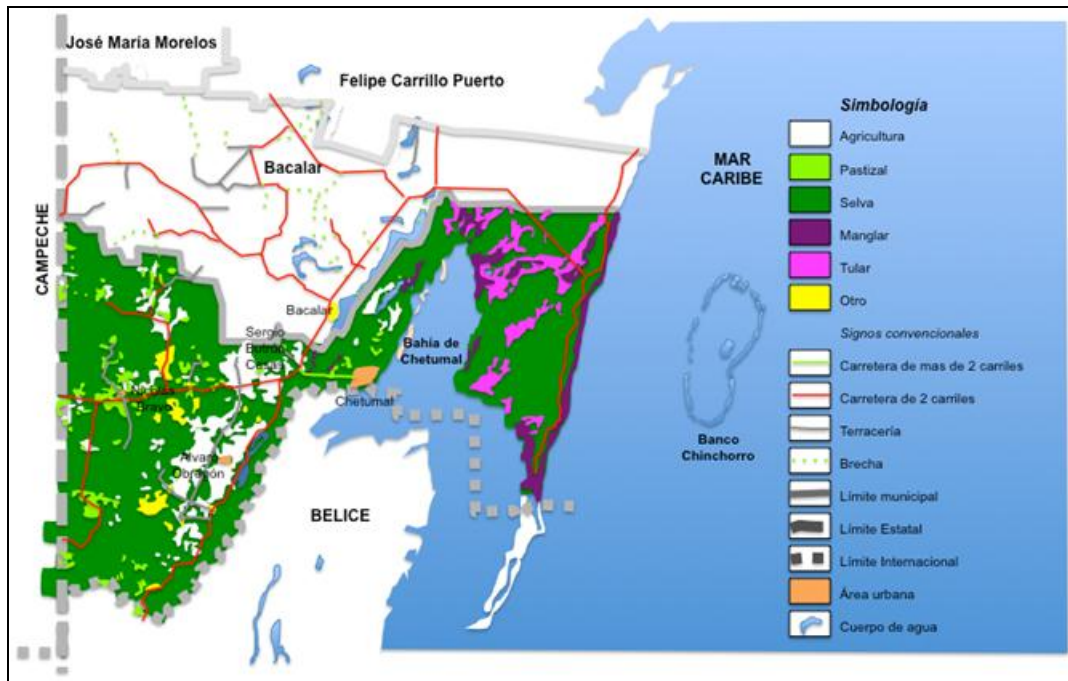 José María Morelos
Felipe Carrillo Puerto
Bacalar
MAR
CARIBE
CAMPECHE
Bacalar
Sergio
Butrón
Casas
Bahía de
Chetumal
Nicolás
Bravo
Chetumal
Alvaro
Obregón
BELICE
Banco
Chinchorro
Simbología
Agricultura
Pastizal
Selva
Manglar
Tular
Otro
Signos convencionales
Carretera de mas de 2 carriles
Carretera de 2 carriles
Terracería
Brecha
Límite municipal
Límite Estatal
Límite Internacional
Área urbana
Cuerpo de agua